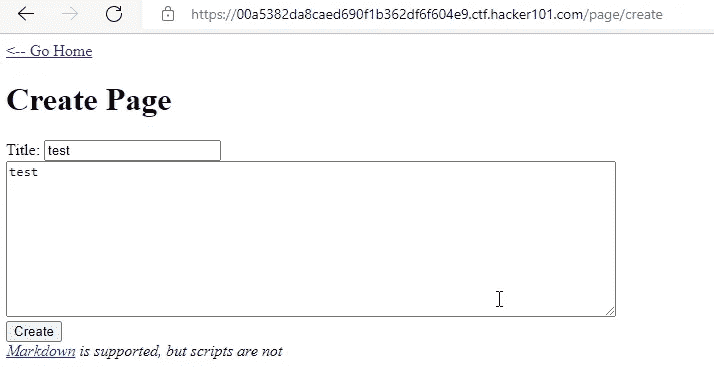 https://00a5382da8caed690f1b362df6f604e9.ctf.hacker101.com/page/create
<-- Go Home
Create Page
Title: test
test
Create
Markdown is supported, but scripts are not